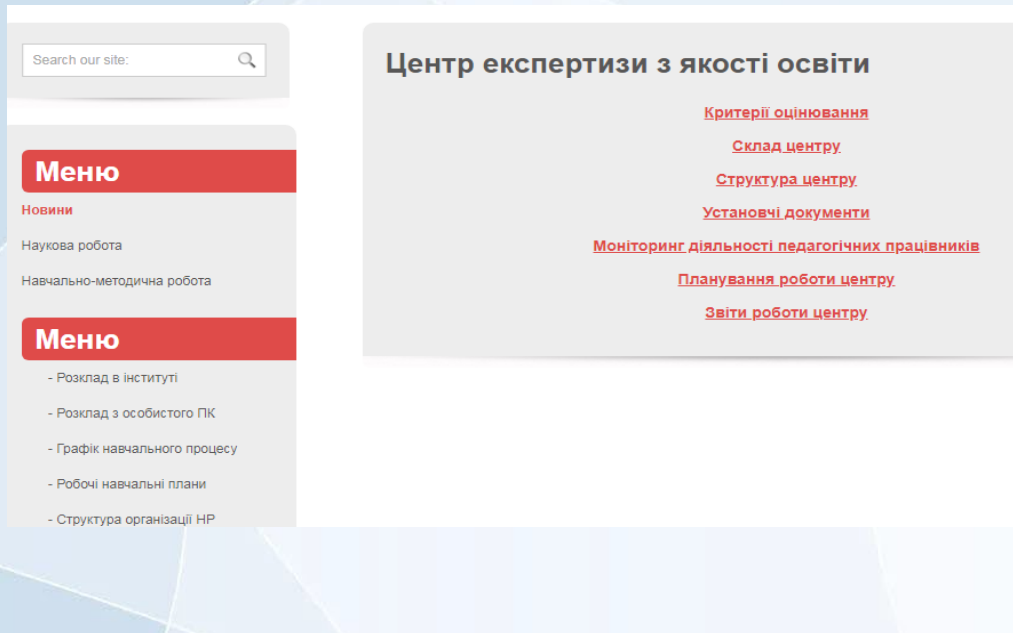 Search our site:
Меню
Новини
Наукова робота
Навчально-методична робота
Меню
- Розклад в інституті
- Розклад з особистого ПК
- Графік навчального процесу
- Робочі навчальні плани
- Структура організації НР
Центр експертизи з якості освіти
Критерії оцінювання
Склад центру
Структура центру
Установчі документи
Моніторинг діяльності педагогічних працівників
Планування роботи центру
Звіти роботи центру